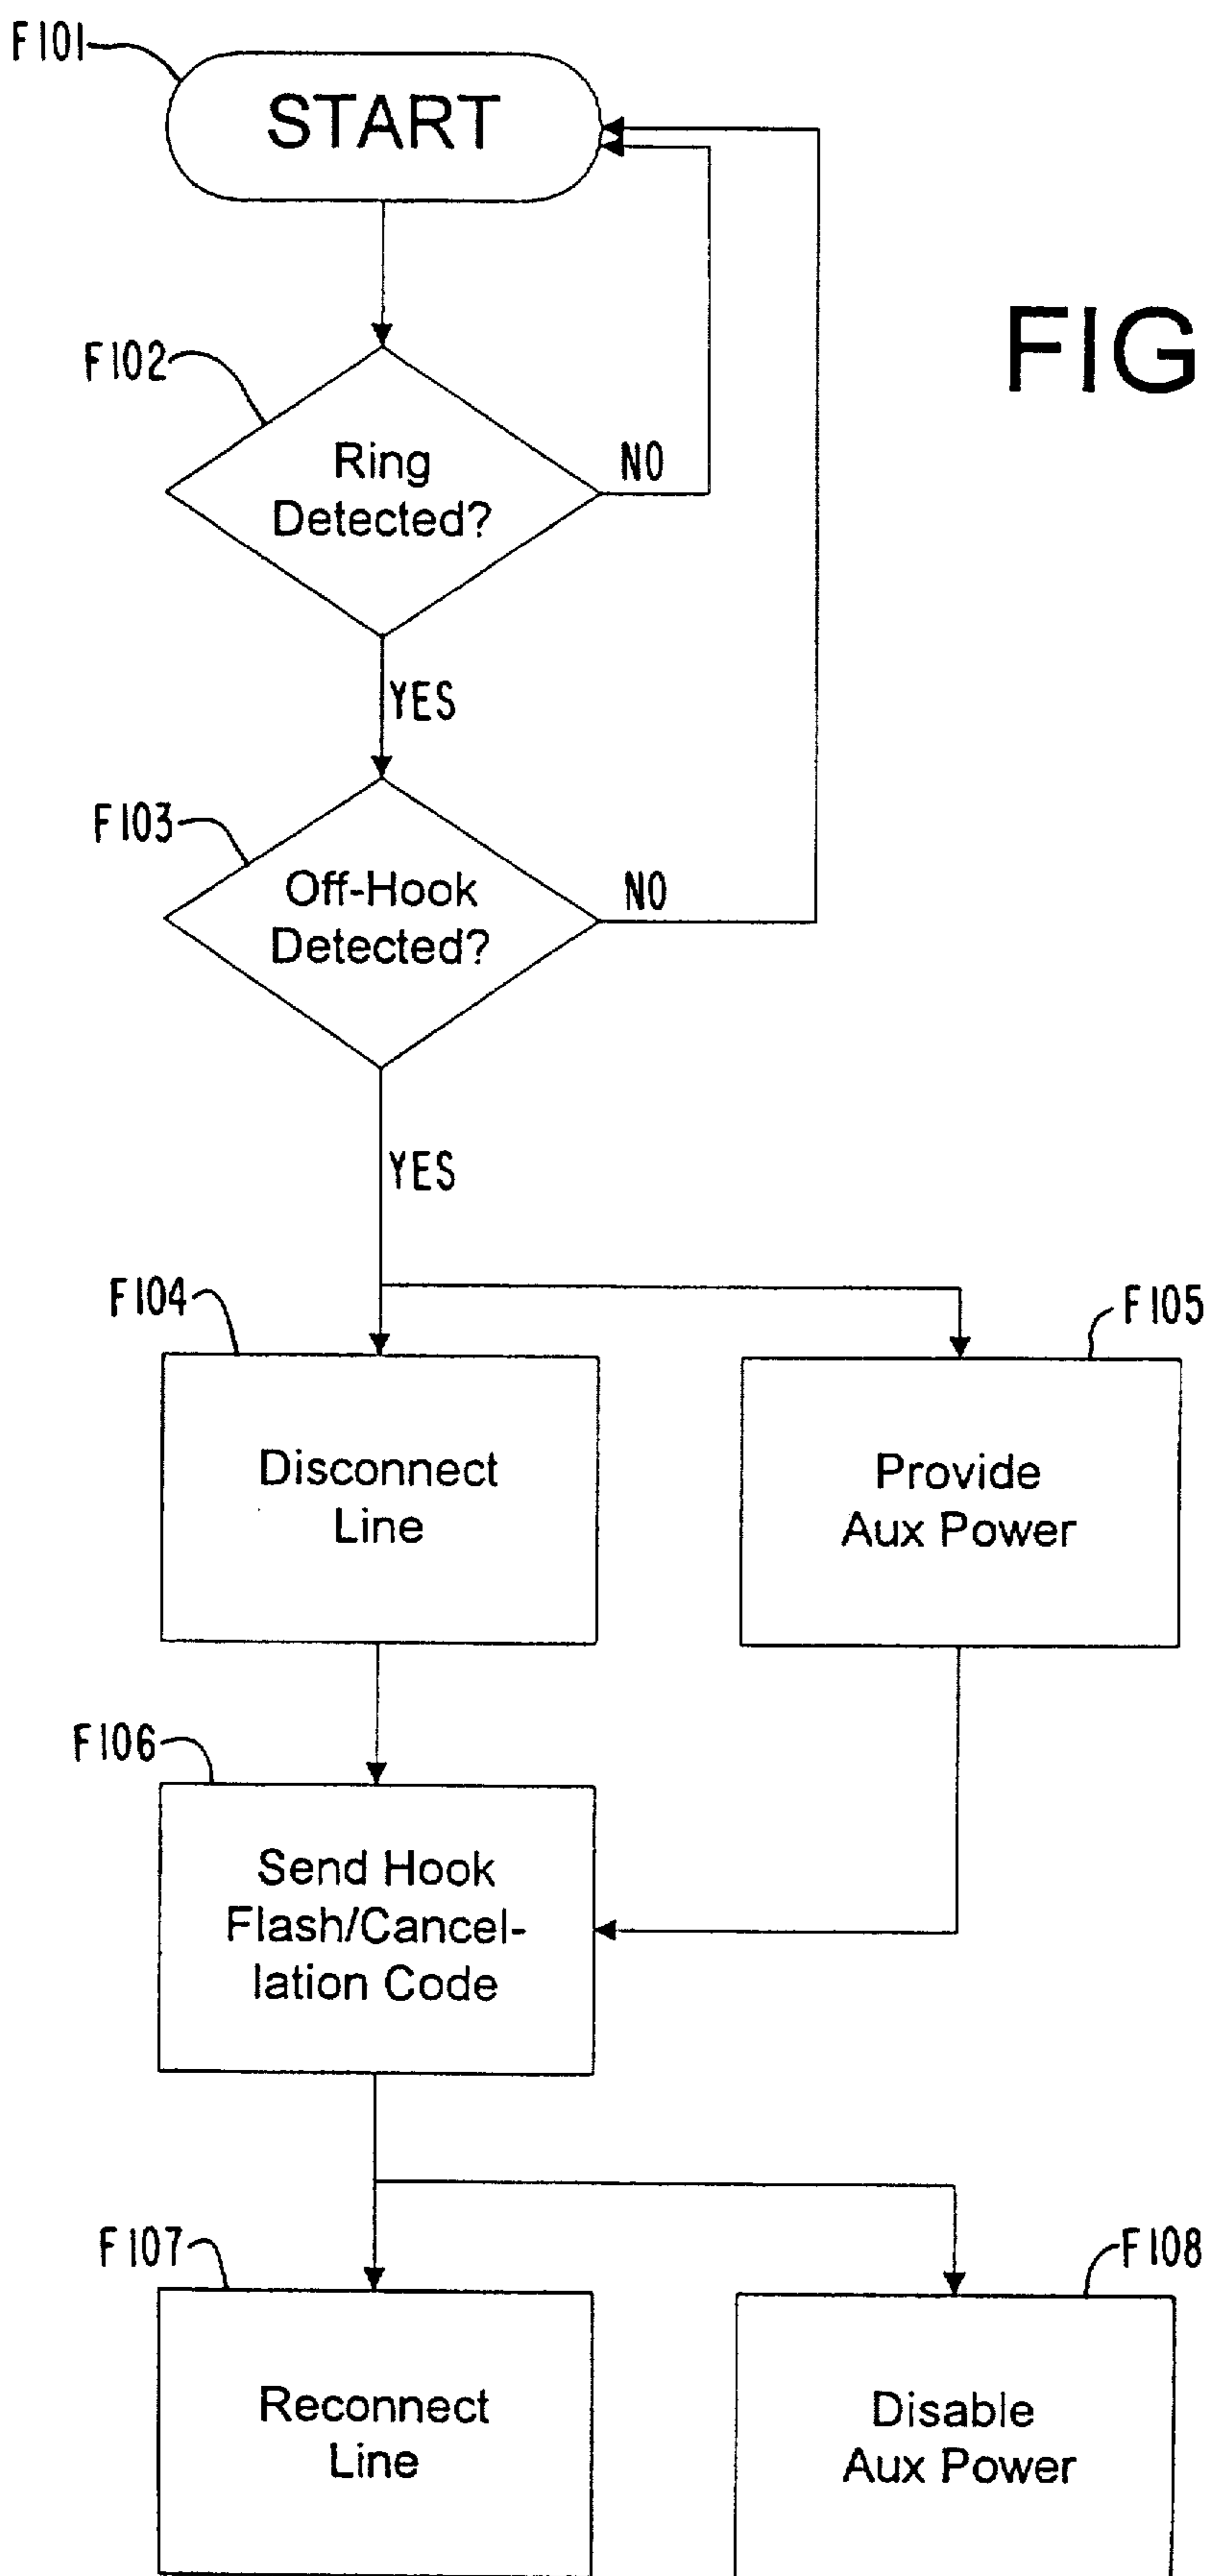 F101
START
FIG
F102
Ring
Detected?
NO
YES
F103
Off-Hook
Detected?
NO
YES
F104
F105
Disconnect
Line
Provide
Aux Power
F106
Send Hook
Flash/Cancel-
lation Code
F107
F108
Reconnect
Line
Disable
Aux Power